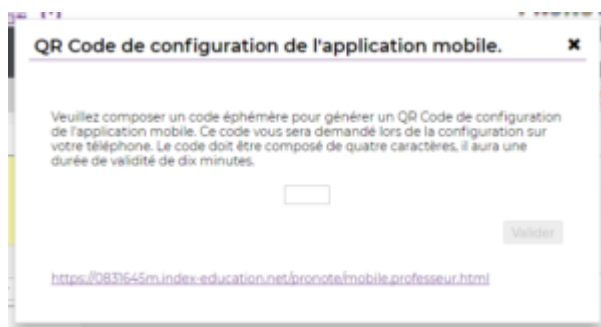 QR Code de configuration de l'application mobile.
Veuillez composer un code éphémère pour générer un QR Code de configuration
de l'application mobile. Ce code vous sera demandé lors de la configuration sur
votre téléphone. Le code doit être composé de quatre caractères, il aura une
durée de validité de dix minutes.
Valider
https://0831645m.index-education.net/pronote/mobile.professeur.html